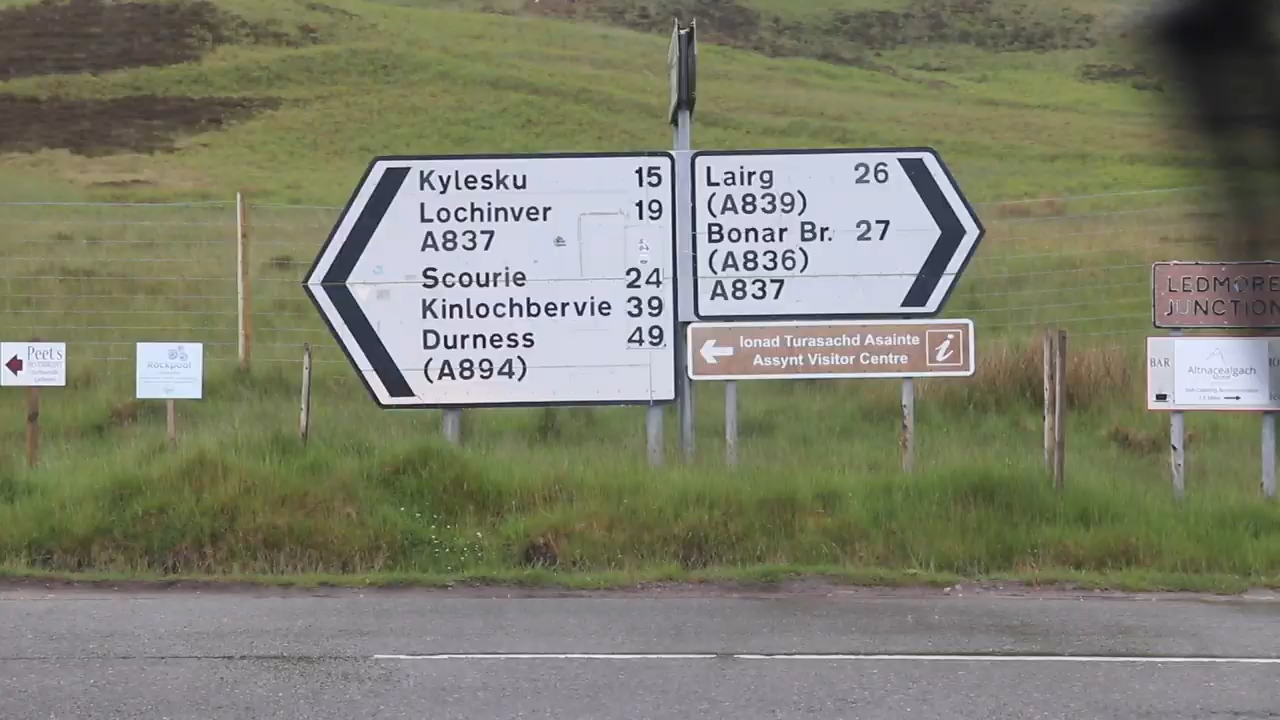 Kylesku 15
Lochinver 19
A837
Scourie 24
Kinlochbervie 39
Durness 49
(A894)
Lairg 26
(A839)
Bonar Br. 27
(A836)
A837
Ionad Turasachd Asainte
Assynt Visitor Centre
i
Peet's
Rockpool
LEDMORE
JUNCTION
BAR
Altnacealgach